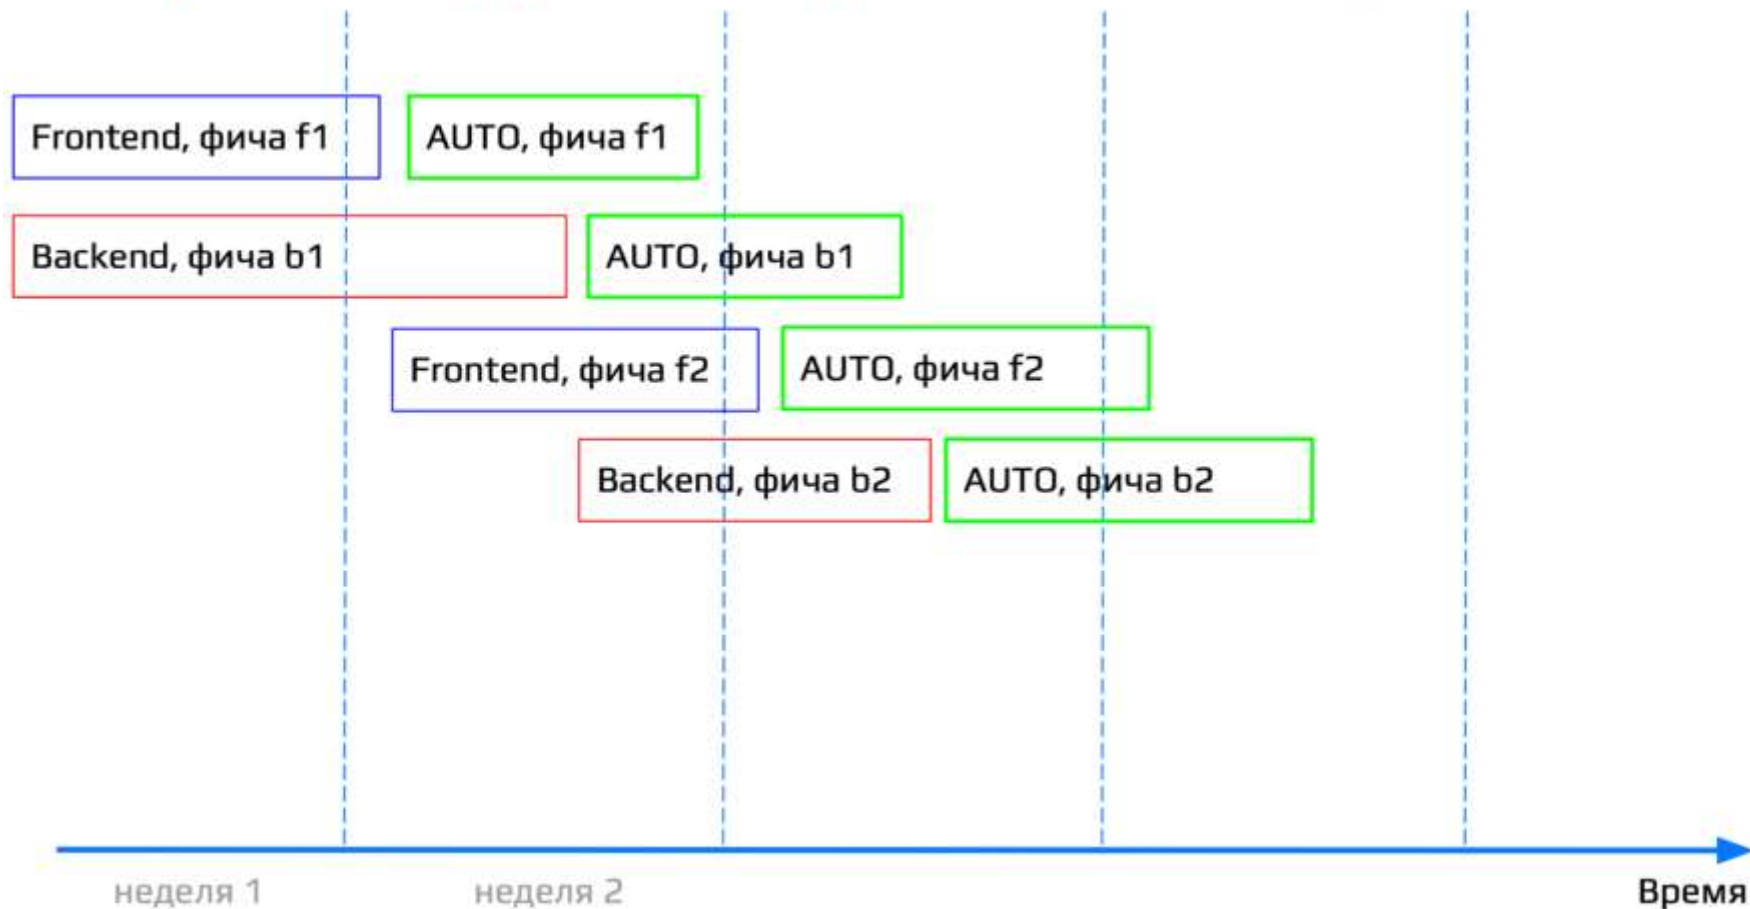 Frontend, фича f1
AUTO, фича f1
Backend, фича b1
AUTO, фича b1
Frontend, фича f2
AUTO, фича f2
Backend, фича b2
AUTO, фича b2
неделя 1
неделя 2
Время